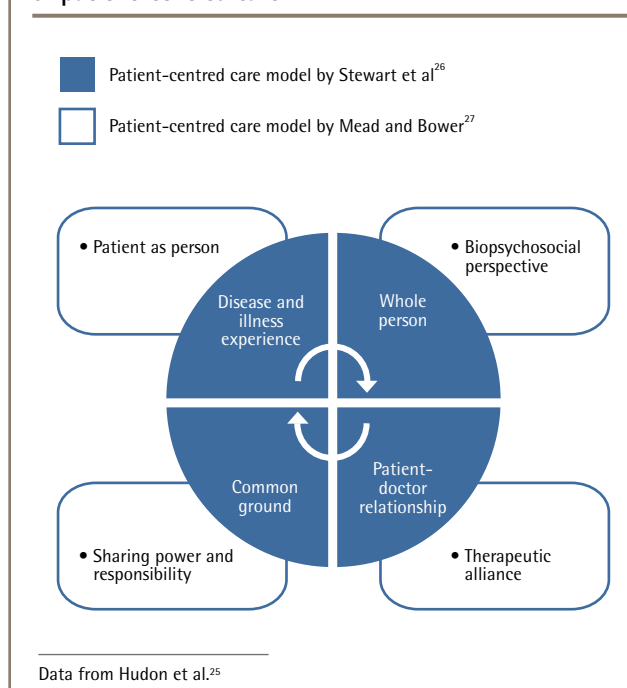 Patient-centred care model by Stewart et al26
Patient-centred care model by Mead and Bower27
• Patient as person
• Biopsychosocial
perspective
Disease and
illness
experience
Whole
person
Common
ground
Patient-
doctor
relationship
• Sharing power and
responsibility
• Therapeutic
alliance
Data from Hudon et al.25